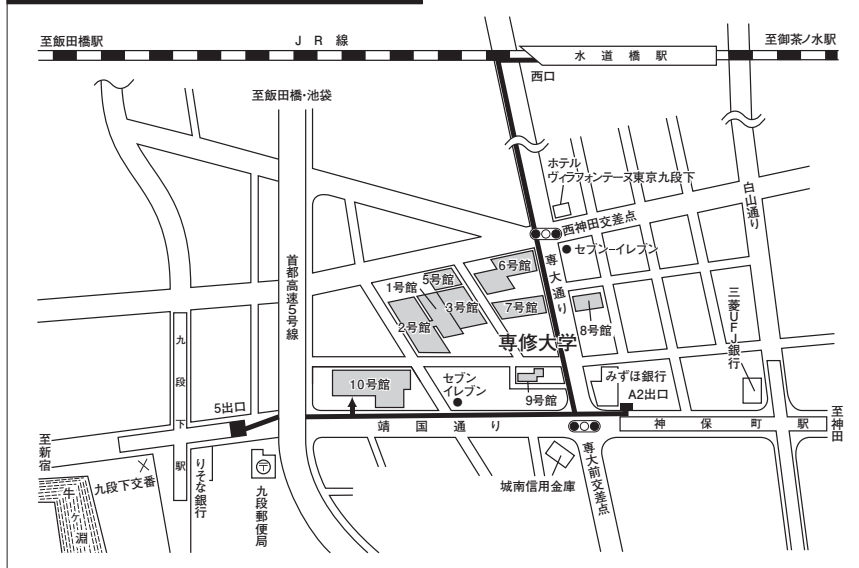 至飯田橋駅
JR線
水道橋駅
至御茶ノ水駅
西口
至飯田橋・池袋
ホテル
ヴィラフォンテーヌ東京九段下
白山通り
西神田交差点
セブン-イレブン
専大通り
首都高速5号線
6号館
5号館
1号館
3号館
7号館
2号館
8号館
三菱UFJ銀行
専修大学
九段下駅
10号館
セブン
イレブン
9号館
みずほ銀行
A2出口
5出口
靖国通り
神保町駅
至神田
至新宿
九段下交番
りそな銀行
〒
九段郵便局
城南信用金庫
専大前交差点
牛ヶ淵